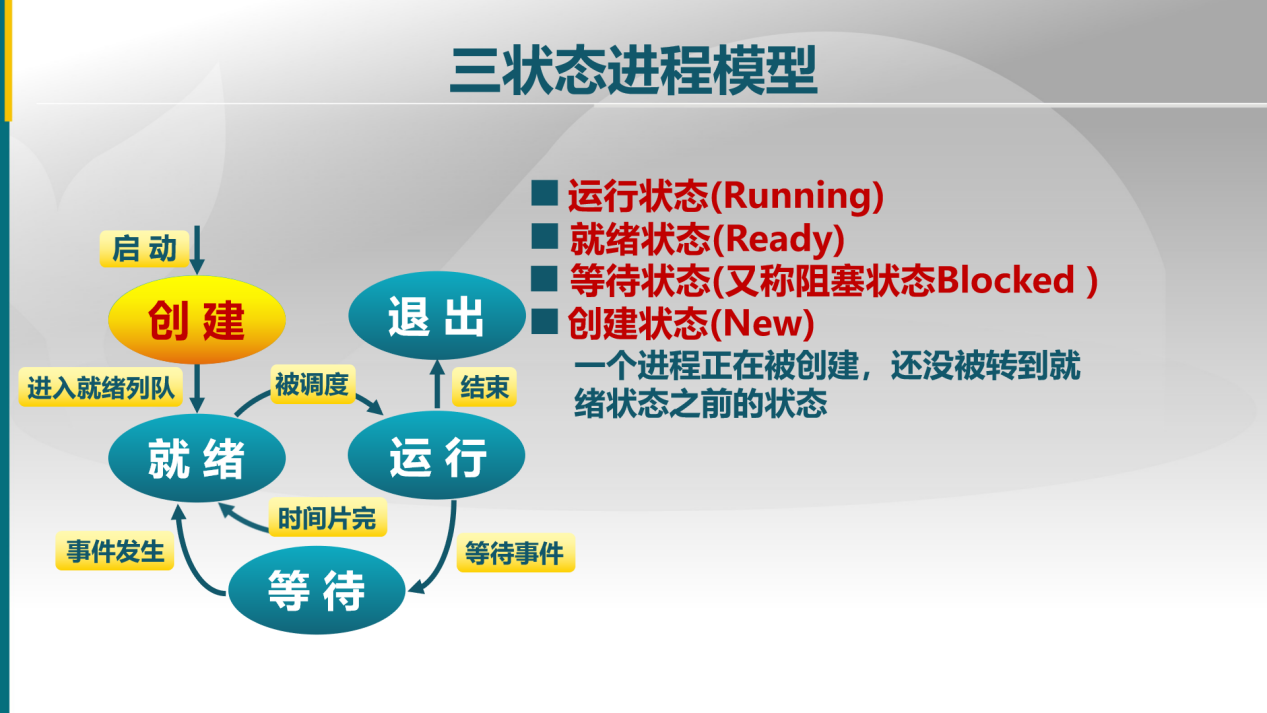 三状态进程模型
运行状态(Running)
就绪状态(Ready)
等待状态(又称阻塞状态Blocked )
创建状态(New)
一个进程正在被创建，还没被转到就
绪状态之前的状态
启 动
创 建
退 出
进入就绪列队
被调度
结束
就 绪
运 行
时间片完
事件发生
等待事件
等 待